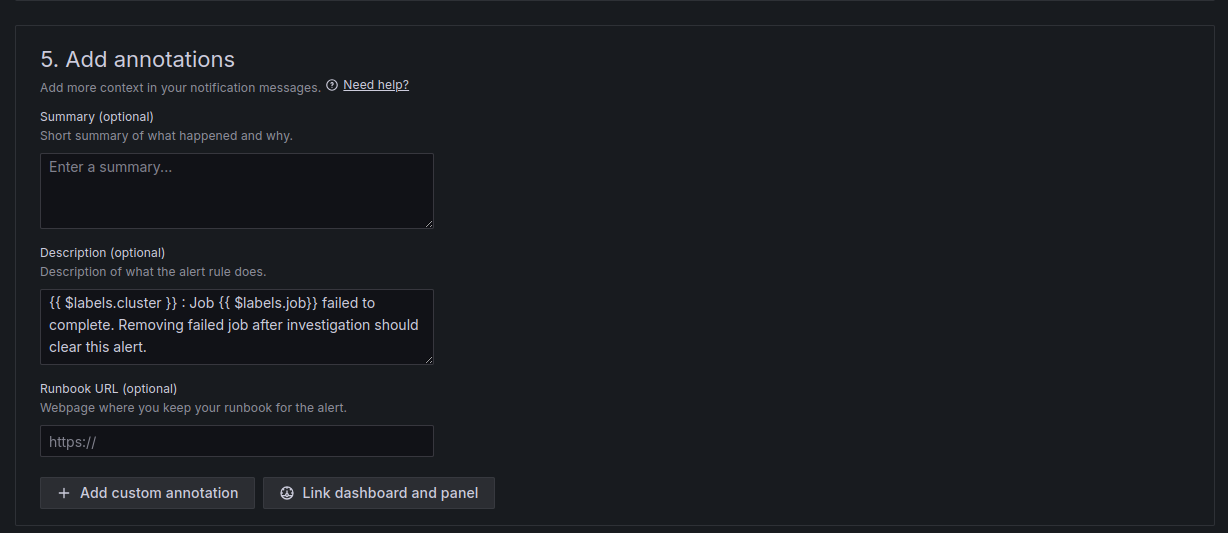 5. Add annotations
Add more context in your notification messages. Need help?
Summary (optional)
Short summary of what happened and why.
Enter a summary...
Description (optional)
Description of what the alert rule does.
{{ $labels.cluster }} : Job {{ $labels.job}} failed to
complete. Removing failed job after investigation should
clear this alert.
Runbook URL (optional)
Webpage where you keep your runbook for the alert.
https://
+ Add custom annotation
Link dashboard and panel